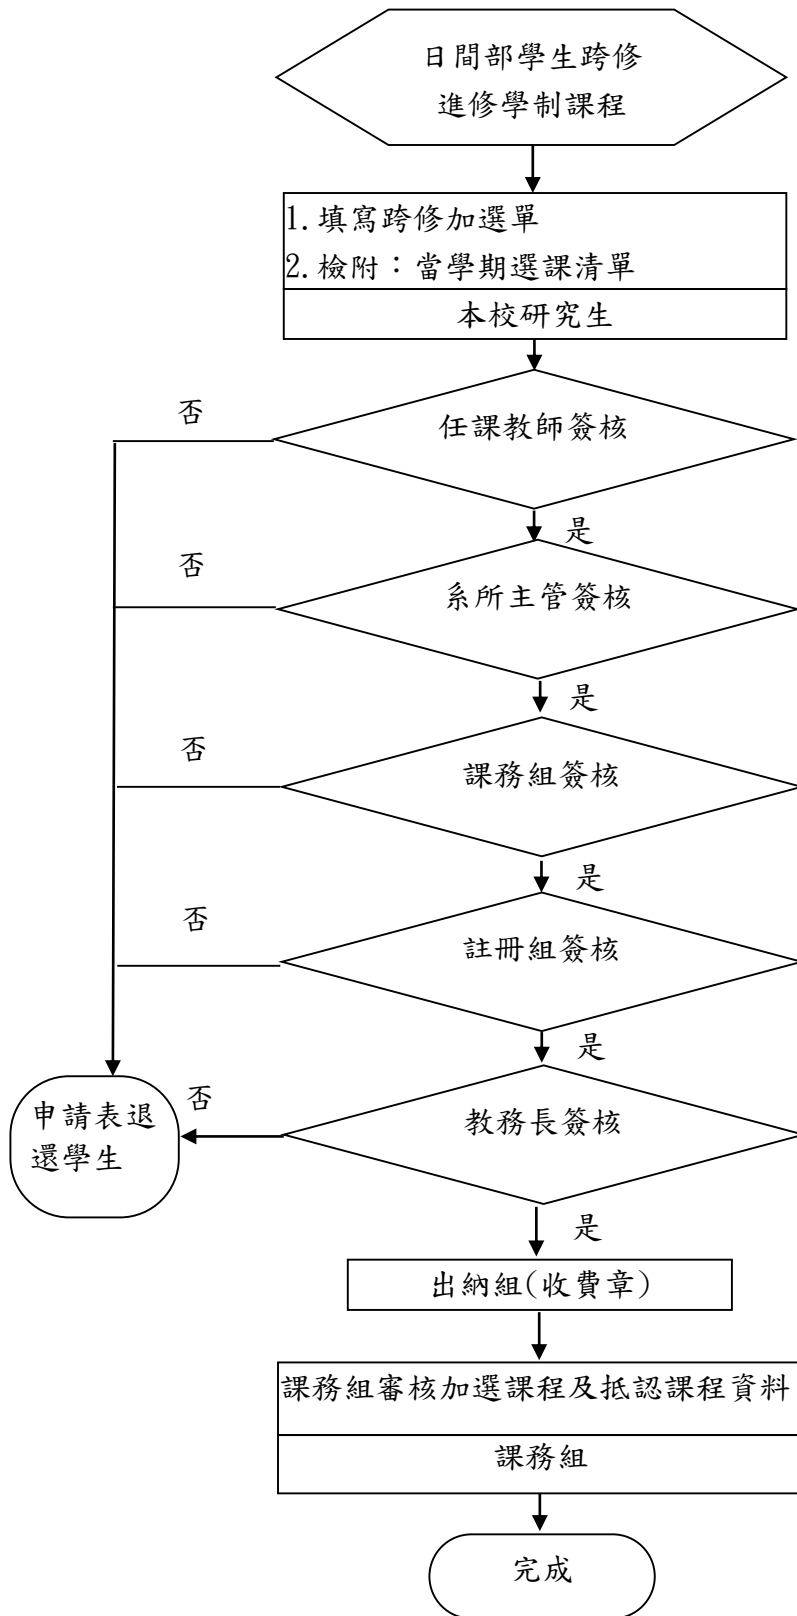 日間部學生跨修
進修學制課程
1.填寫跨修加選單
2.檢附：當學期選課清單
本校研究生
否
任課教師簽核
是
否
系所主管簽核
是
否
課務組簽核
是
否
註冊組簽核
是
申請表退
還學生
否
教務長簽核
是
出納組(收費章)
課務組審核加選課程及抵認課程資料
課務組
完成